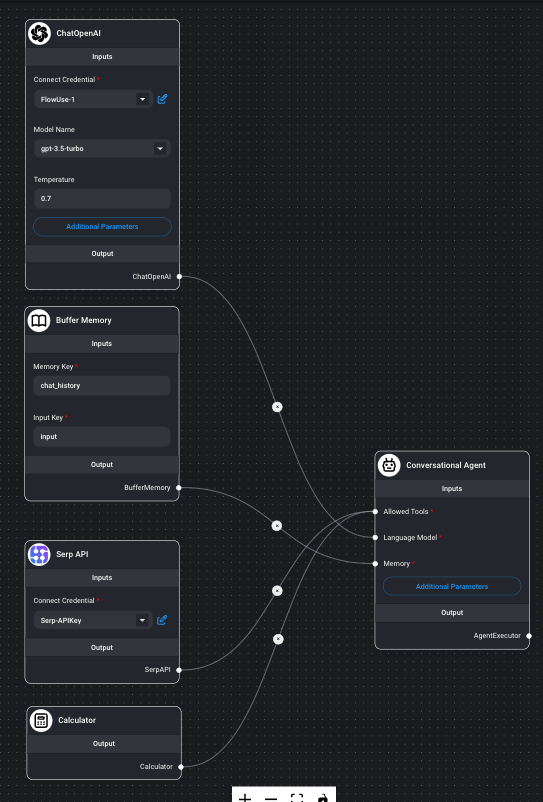 ChatOpenAI
Inputs
Connect Credential *
FlowUse-1
Model Name
gpt-3.5-turbo
Temperature
0.7
Additional Parameters
Output
ChatOpenAI
Buffer Memory
Inputs
Memory Key *
chat_history
Input Key *
input
Output
BufferMemory
Serp API
Inputs
Connect Credential *
Serp-APIKey
Output
SerpAPI
Calculator
Output
Calculator
Conversational Agent
Inputs
Allowed Tools *
Language Model *
Memory *
Additional Parameters
Output
AgentExecutor